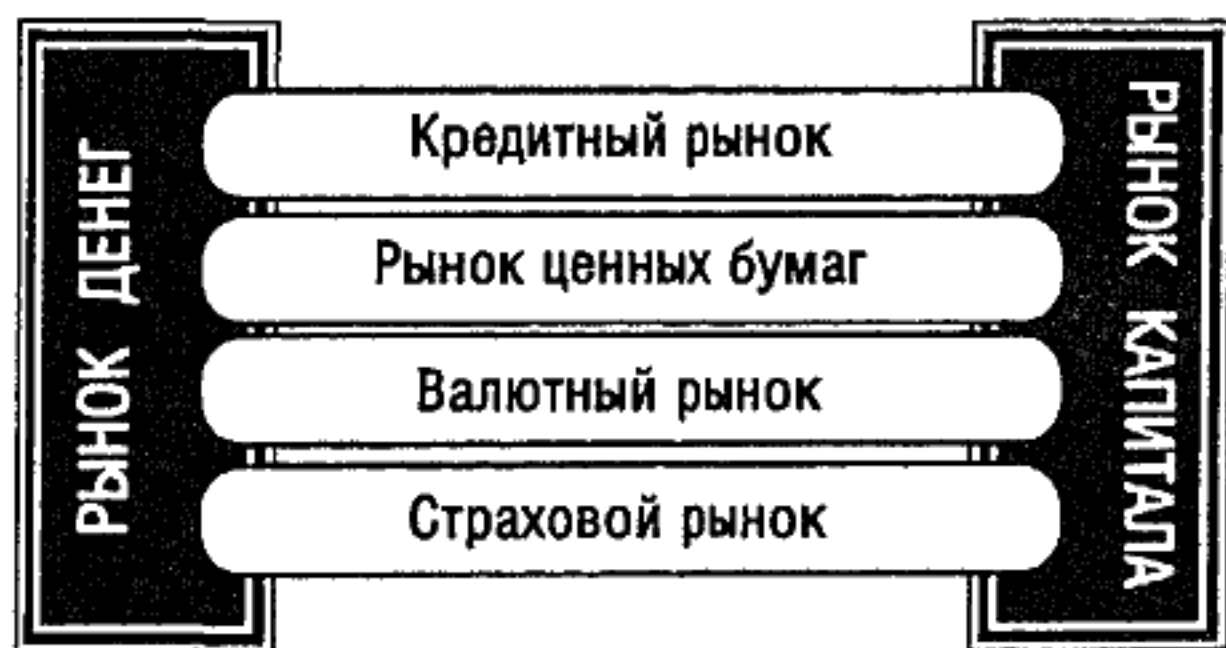 РЫНОК ДЕНЕГ
Кредитный рынок
Рынок ценных бумаг
Валютный рынок
Страховой рынок
РЫНОК КАПИТАЛА